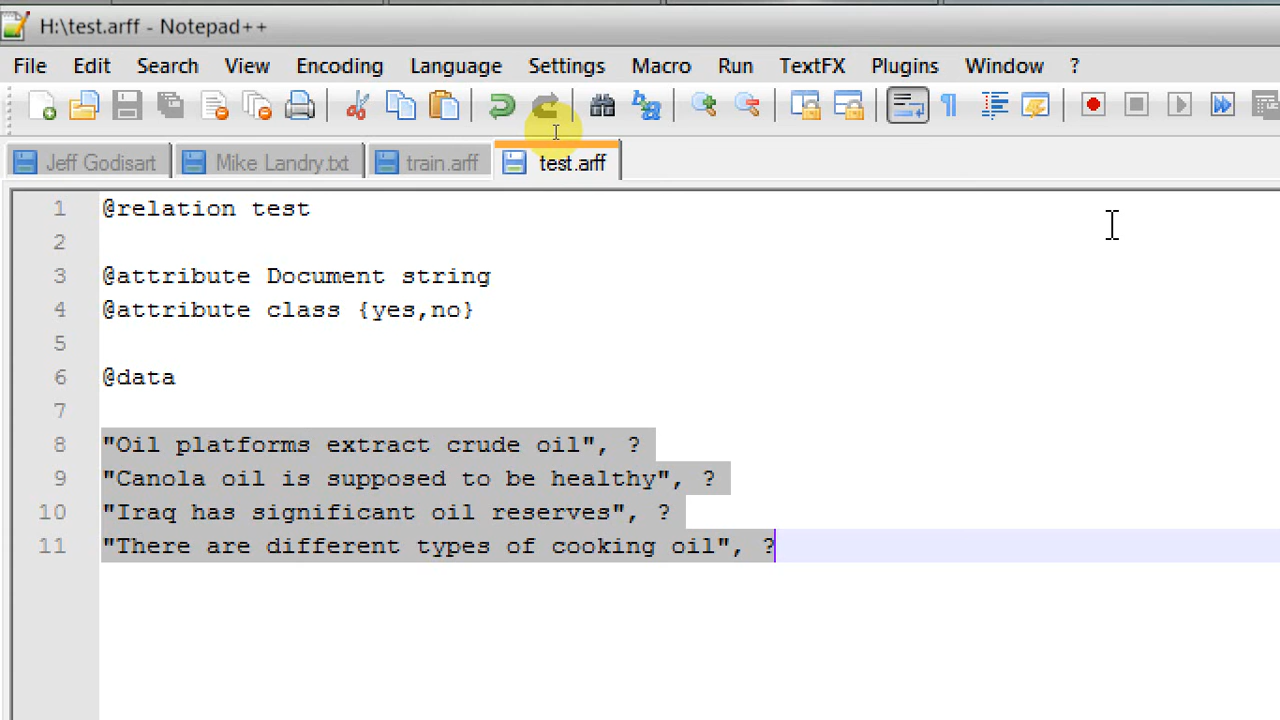 H:\test.arff - Notepad++
File Edit Search View Encoding Language Settings Macro Run TextFX Plugins Window ?
Jeff Godisart Mike Landry.txt train.arff test.arff
1 @relation test
2
3 @attribute Document string
4 @attribute class {yes,no}
5
6 @data
7
8 "Oil platforms extract crude oil", ?
9 "Canola oil is supposed to be healthy", ?
10 "Iraq has significant oil reserves", ?
11 "There are different types of cooking oil", ?